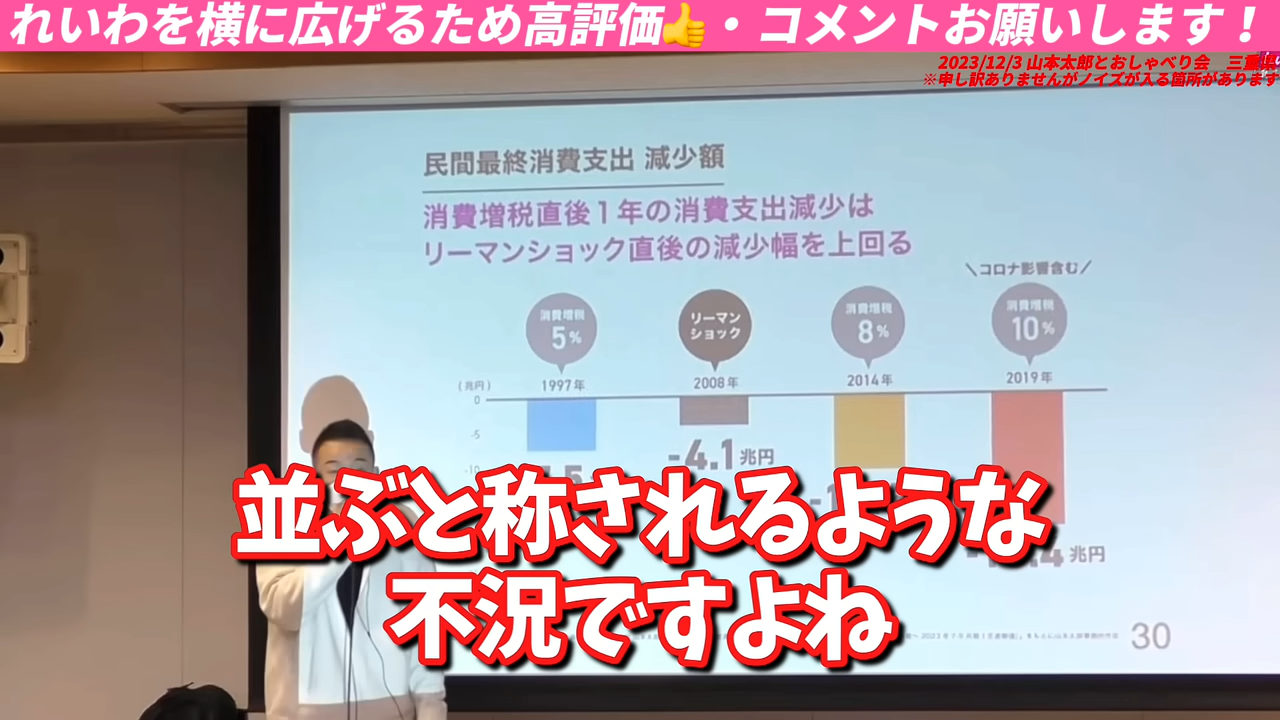 れいわを横に広げるため高評価👍・コメントお願いします！
2023/12/3 山本太郎とおしゃべり会　三重県
※申し訳ありませんがノイズが入る箇所があります
民間最終消費支出 減少額
消費増税直後１年の消費支出減少は
リーマンショック直後の減少幅を上回る
＼コロナ影響含む／
消費増税 5%
リーマンショック
消費増税 8%
消費増税 10%
(兆円)
1997年 2008年 2014年 2019年
0
-5
-10
-4.1兆円
兆円
並ぶと称されるような
不況ですよね
30